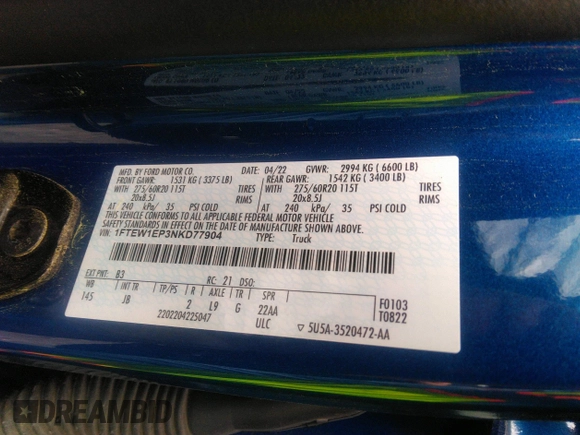 MFD. BY FORD MOTOR CO.
DATE: 04/22 GVWR: 2994 KG ( 6600 LB)
FRONT GAWR: 1531 KG ( 3375 LB) REAR GAWR: 1542 KG ( 3400 LB)
WITH 275/60R20 115T TIRES WITH 275/60R20 115T TIRES
20x8.5J RIMS 20x8.5J RIMS
AT 240 kPa/ 35 PSI COLD AT 240 kPa/ 35 PSI COLD
THIS VEHICLE CONFORMS TO ALL APPLICABLE FEDERAL MOTOR VEHICLE
SAFETY STANDARDS IN EFFECT ON THE DATE OF MANUFACTURE SHOWN ABOVE.
VIN: 1FTEW1EP3NKD77904 TYPE: Truck
EXT PNT: B3 RC: 21 DSO:
WB INT TR TP/PS R AXLE TR SPR
145 JB 2 L9 G 22AA
F0103
T0B22
2202204225047 ULC
▽ 5U5A-3520472-AA
DREAMBID